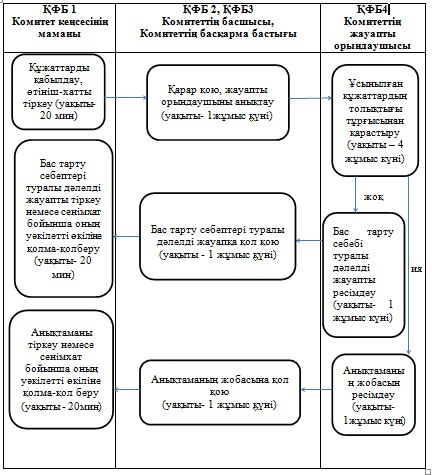 ҚФБ 1
Комитет кеңсесінің
маманы
ҚФБ 2, ҚФБ3
Комитеттің басшысы,
Комитеттің басқарма бастығы
ҚФБ4
Комитеттің
жауапты
орындаушысы
Құжаттарды
қабылдау,
өтініш-хатты
тіркеу (уақыпы-
20 мин)
Қарар қою, жауапты
орындаушыны анықтау
(уақыты- 1жұмыс күні)
Ұсынылған
құжаттардың
толықтығы
тұрғысынан
қарастыру
(уақыты – 4
жұмыс күні)
жоқ
ия
Бас тарту
себептері
туралы дәлелді
жауапты тіркеу
немесе сенімхат
бойынша оның
уәкілетті өкіліне
қолма-қолберу
(уақыты- 20
мин)
Бас тарту себептері туралы
дәлелді жауапқа қол қою
(уақыты - 1 жұмыс күні)
Бас тарту
себебі
туралы
дәлелді
жауапты
ресімдеу
(уақыты- 1
жұмыс күні)
Анықтаманы
тіркеу немесе
сенімхат
бойынша оның
уәкілетті өкіліне
қолма-қол беру
(уақыты - 20мин)
Анықтаманың жобасына қол
қою
(уақыты- 1 жұмыс күні)
Анықтаманы
ң жобасын
ресімдеу
(уақыты-
1жұмыс күні)